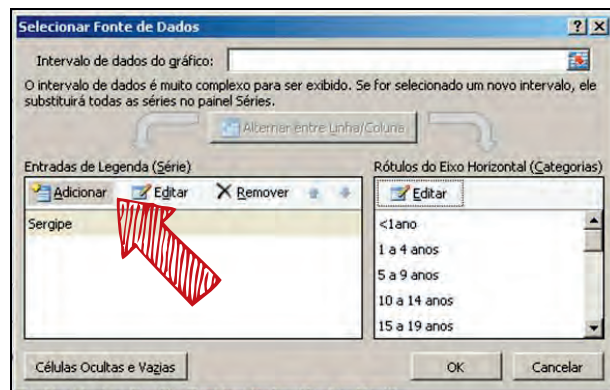 Selecionar Fonte de Dados
Intervalo de dados do gráfico:
O intervalo de dados é muito complexo para ser exibido. Se for selecionado um novo intervalo, ele
substituirá todas as séries no painel Séries.
Alternar entre Linha/Coluna
Entradas de Legenda (Série)
Adicionar Editar Remover
Sergipe
Rótulos do Eixo Horizontal (Categorias)
Editar
<1ano
1 a 4 anos
5 a 9 anos
10 a 14 anos
15 a 19 anos
Células Ocultas e Vazias
OK Cancelar